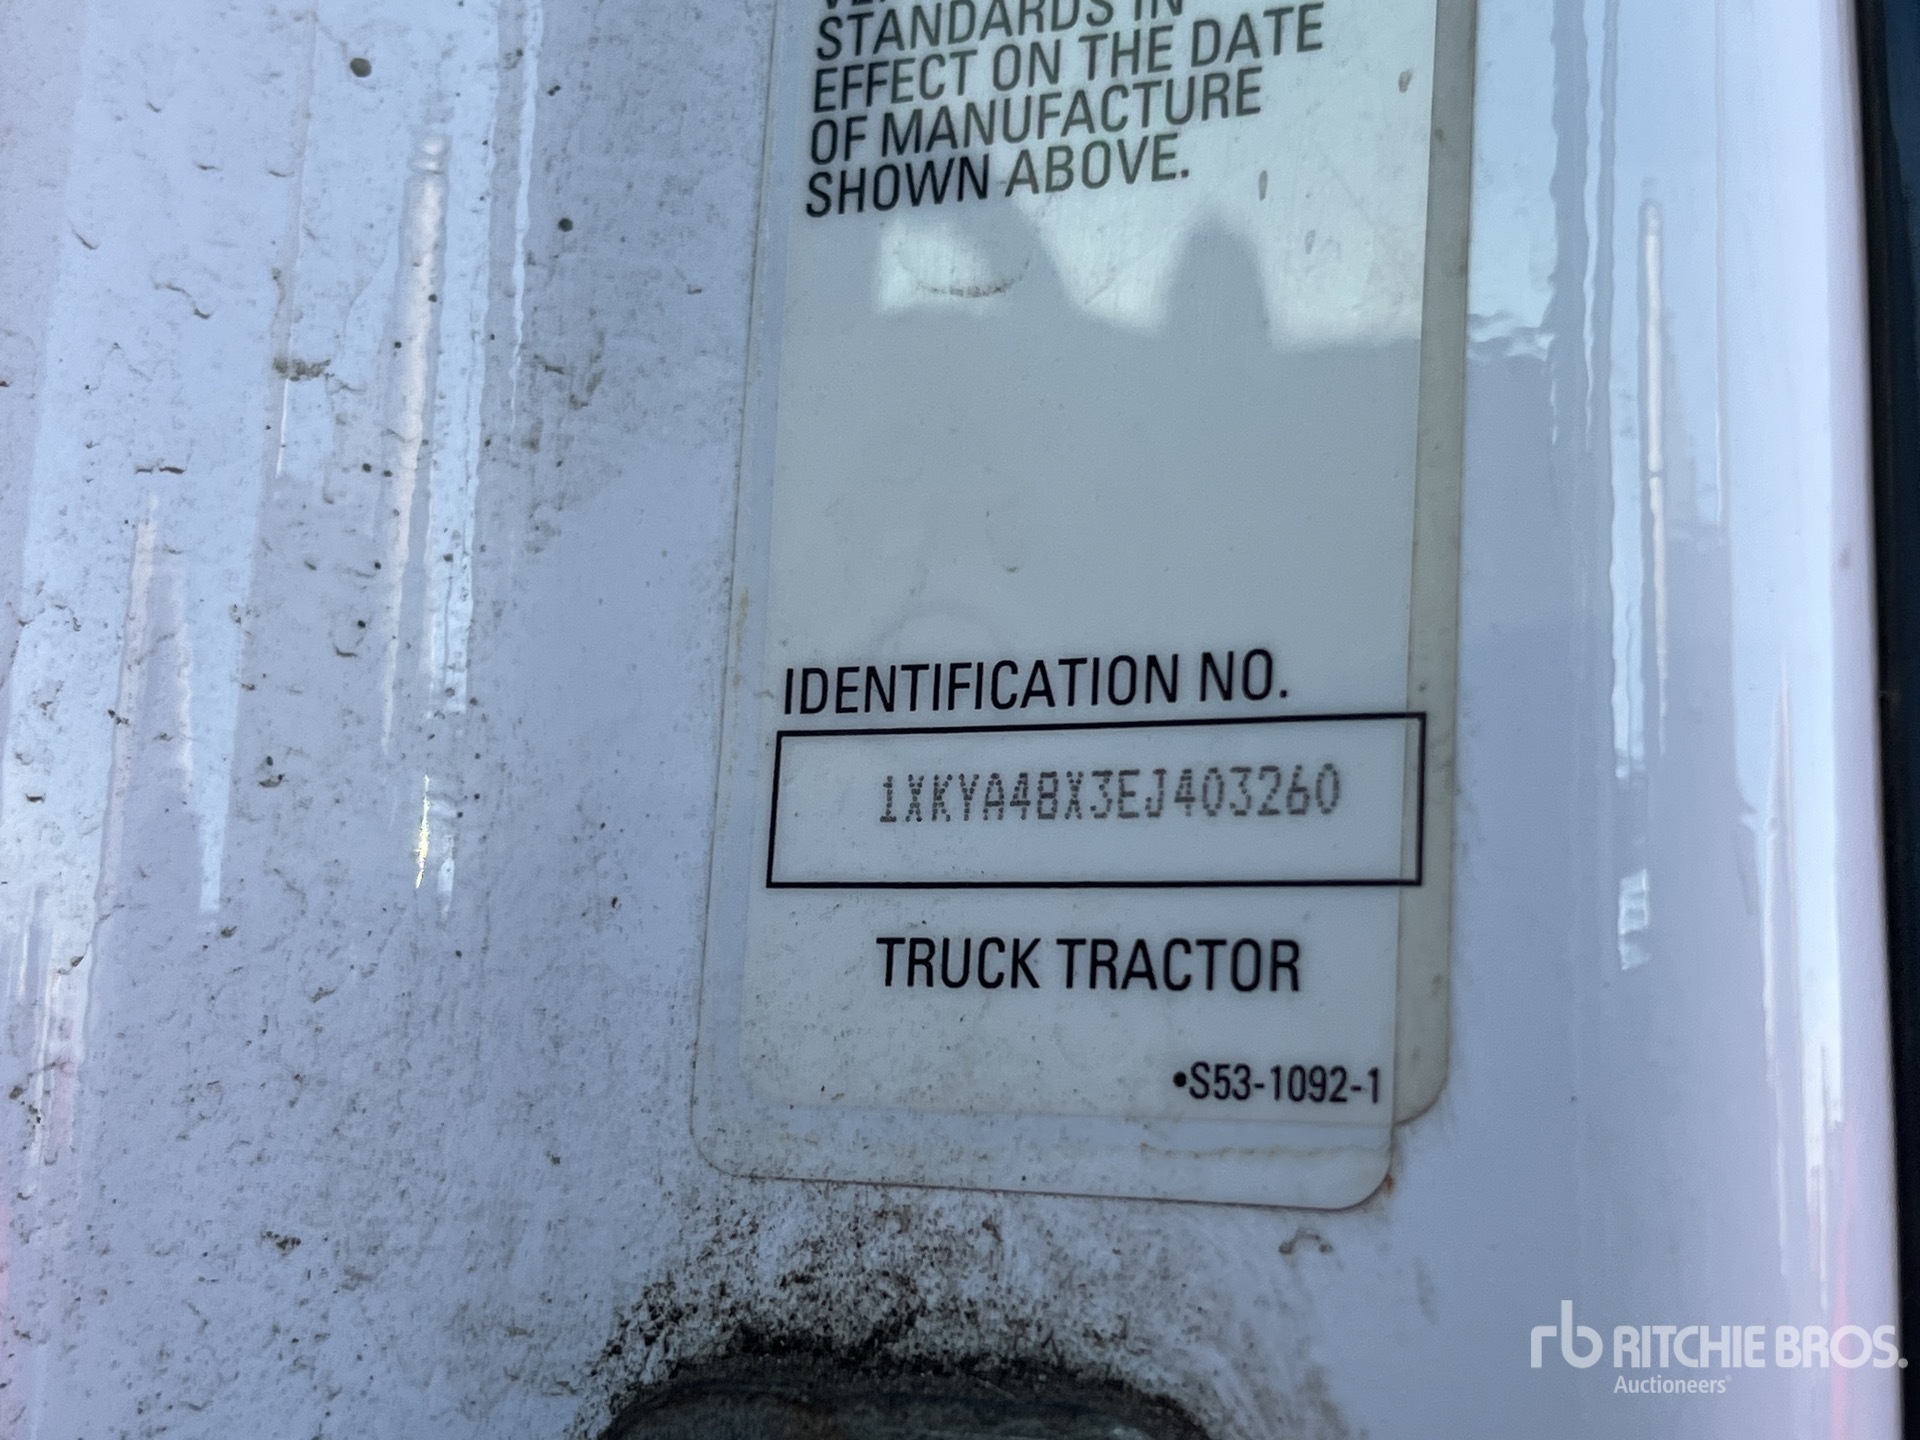 STANDARDS IN
EFFECT ON THE DATE
OF MANUFACTURE
SHOWN ABOVE.
IDENTIFICATION NO.
1XKYA48X3EJ403260
TRUCK TRACTOR
•S53-1092-1
rb RITCHIE BROS.
Auctioneers